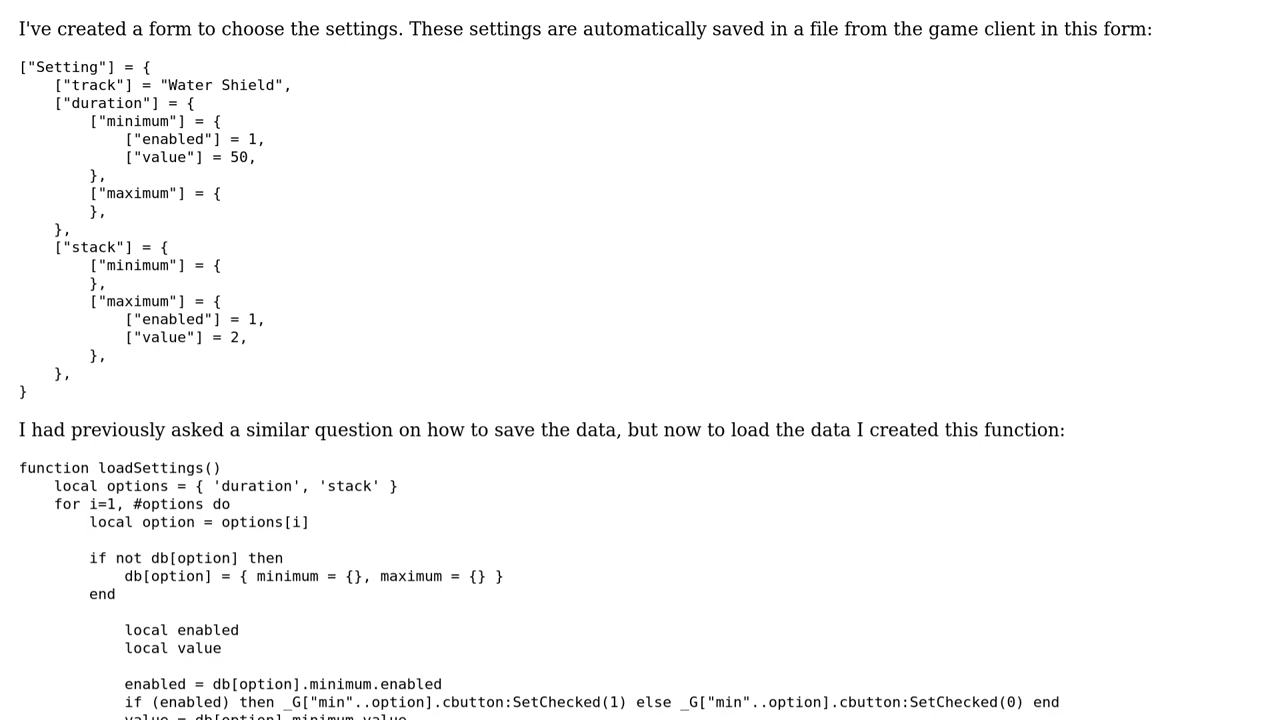 I've created a form to choose the settings. These settings are automatically saved in a file from the game client in this form:
["Setting"] = {
    ["track"] = "Water Shield",
    ["duration"] = {
        ["minimum"] = {
            ["enabled"] = 1,
            ["value"] = 50,
        },
        ["maximum"] = {
        },
    },
    ["stack"] = {
        ["minimum"] = {
        },
        ["maximum"] = {
            ["enabled"] = 1,
            ["value"] = 2,
        },
    },
}
I had previously asked a similar question on how to save the data, but now to load the data I created this function:
function loadSettings()
    local options = { 'duration', 'stack' }
    for i=1, #options do
        local option = options[i]
        if not db[option] then
            db[option] = { minimum = {}, maximum = {} }
        end
            local enabled
            local value
            enabled = db[option].minimum.enabled
            if (enabled) then _G["min"..option].cbutton:SetChecked(1) else _G["min"..option].cbutton:SetChecked(0) end
            value = db[option].minimum.value